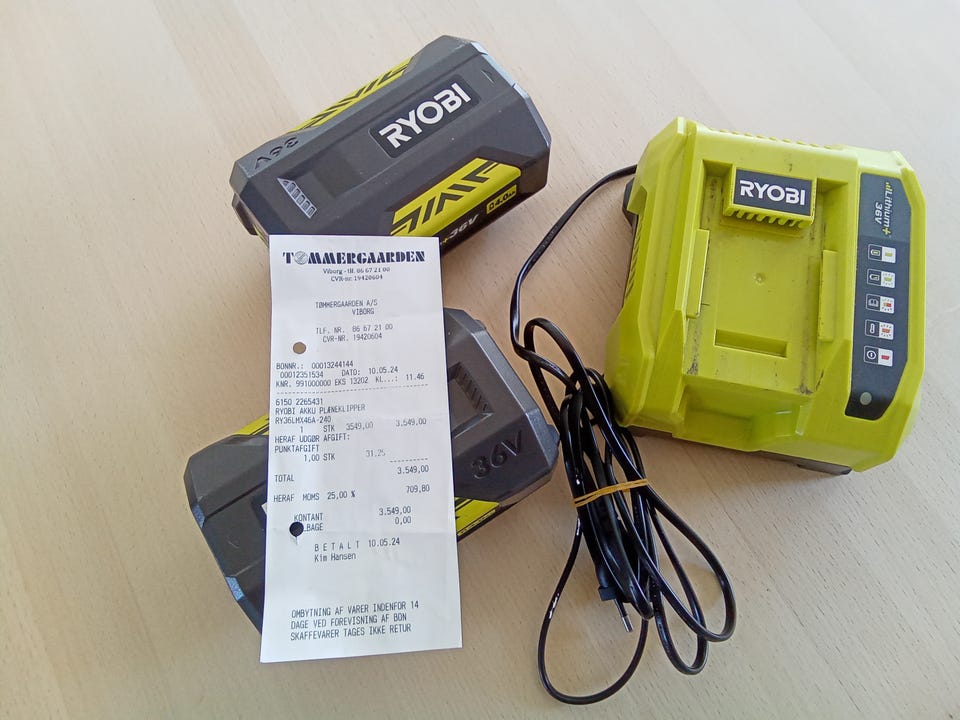 RYOBI
36V
+36V
4.0
TØMMERGAARDEN
Viborg - tlf. 86 67 21 00
CVR-nr. 19420604
TØMMERGAARDEN A/S
VIBORG
TLF. NR. 86 67 21 00
CVR-NR. 19420604
BONNR.: 00013244144
00012351534 DATO: 10.05.24
KNR. 991000000 EKS 13202 KL...: 11.46
6150 2265431
RYOBI AKKU PLÆNEKLIPPER
RY36LMX46A-240
1 STK 3549,00 3.549,00
HERAF UDGØR AFGIFT:
PUNKTAFGIFT
1,00 STK 31,25
TOTAL 3.549,00
HERAF MOMS 25,00 % 709,80
KONTANT 3.549,00
LBAGE 0,00
BETALT 10.05.24
Kim Hansen
OMBYTNING AF VARER INDENFOR 14
DAGE VED FOREVISNING AF BON
SKAFFEVARER TAGES IKKE RETUR
36V
RYOBI
Lithium+
36V